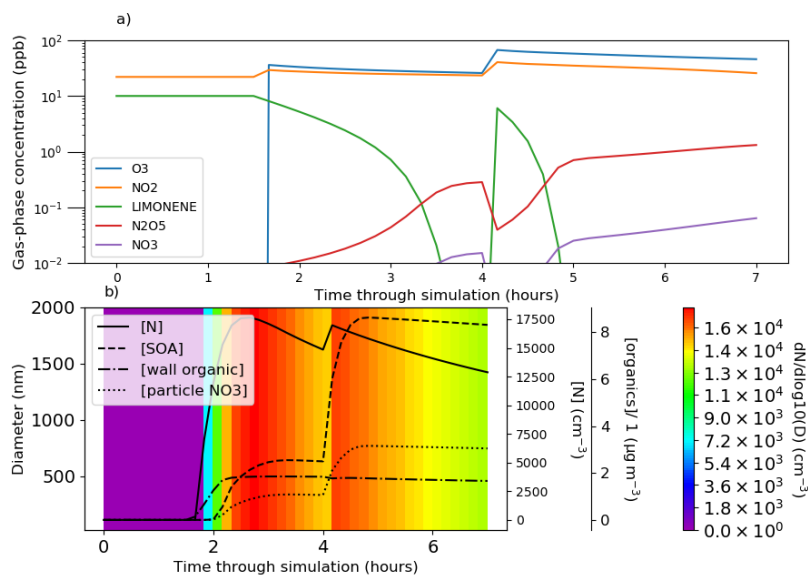 a)
Gas-phase concentration (ppb)
10²
10¹
10⁰
10⁻¹
10⁻²
O3
NO2
LIMONENE
N2O5
NO3
0 1 2 3 4 5 6 7
Time through simulation (hours)
b)
Diameter (nm)
2000
1500
1000
500
[N]
[SOA]
[wall organic]
[particle NO3]
0 2 4 6
Time through simulation (hours)
17500
15000
12500
10000
7500
5000
2500
0
[N] (cm⁻³)
8
6
4
2
0
[organics]/ 1 (μg m⁻³)
1.6 × 10⁴
1.4 × 10⁴
1.3 × 10⁴
1.1 × 10⁴
9.0 × 10³
7.2 × 10³
5.4 × 10³
3.6 × 10³
1.8 × 10³
0.0 × 10⁰
dN/dlog10(D) (cm⁻³)